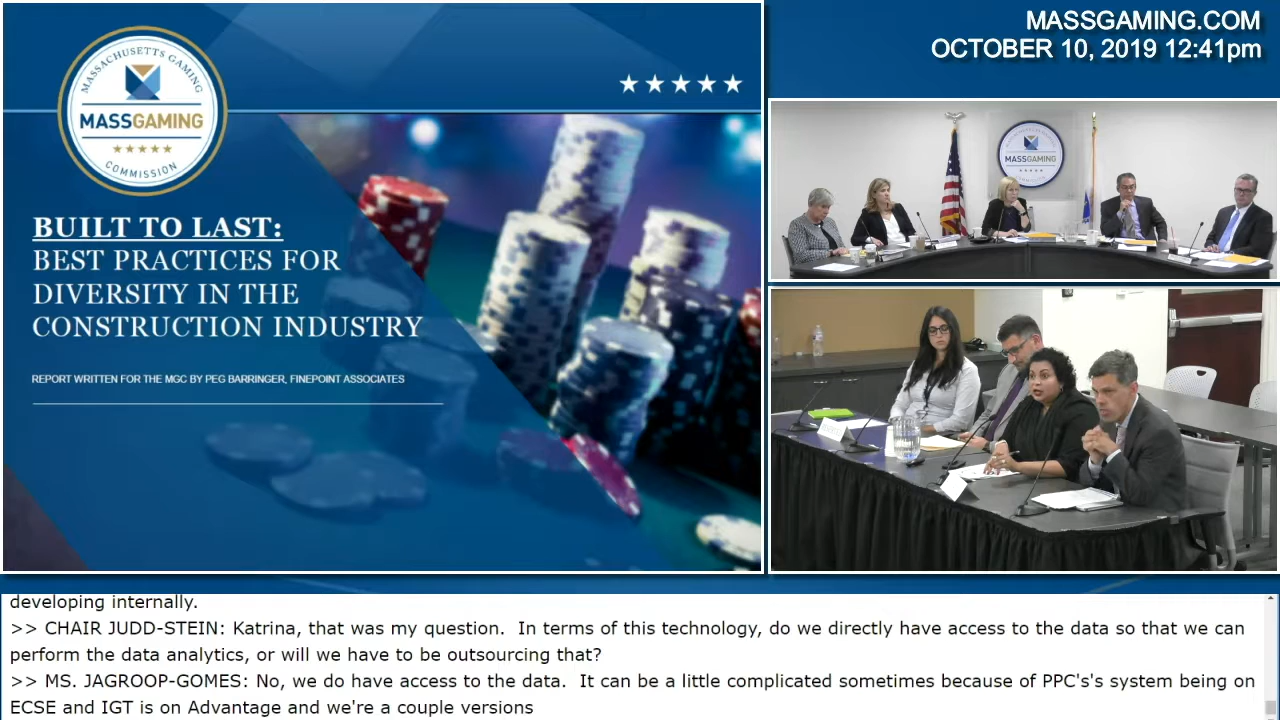 MASSGAMING.COM
OCTOBER 10, 2019 12:41pm
MASSACHUSETTS GAMING
MASSGAMING
COMMISSION
BUILT TO LAST:
BEST PRACTICES FOR
DIVERSITY IN THE
CONSTRUCTION INDUSTRY
REPORT WRITTEN FOR THE MGC BY PEG BARRINGER, FINEPOINT ASSOCIATES
MASSGAMING
developing internally.
>> CHAIR JUDD-STEIN: Katrina, that was my question.  In terms of this technology, do we directly have access to the data so that we can
perform the data analytics, or will we have to be outsourcing that?
>> MS. JAGROOP-GOMES: No, we do have access to the data.  It can be a little complicated sometimes because of PPC's's system being on
ECSE and IGT is on Advantage and we're a couple versions